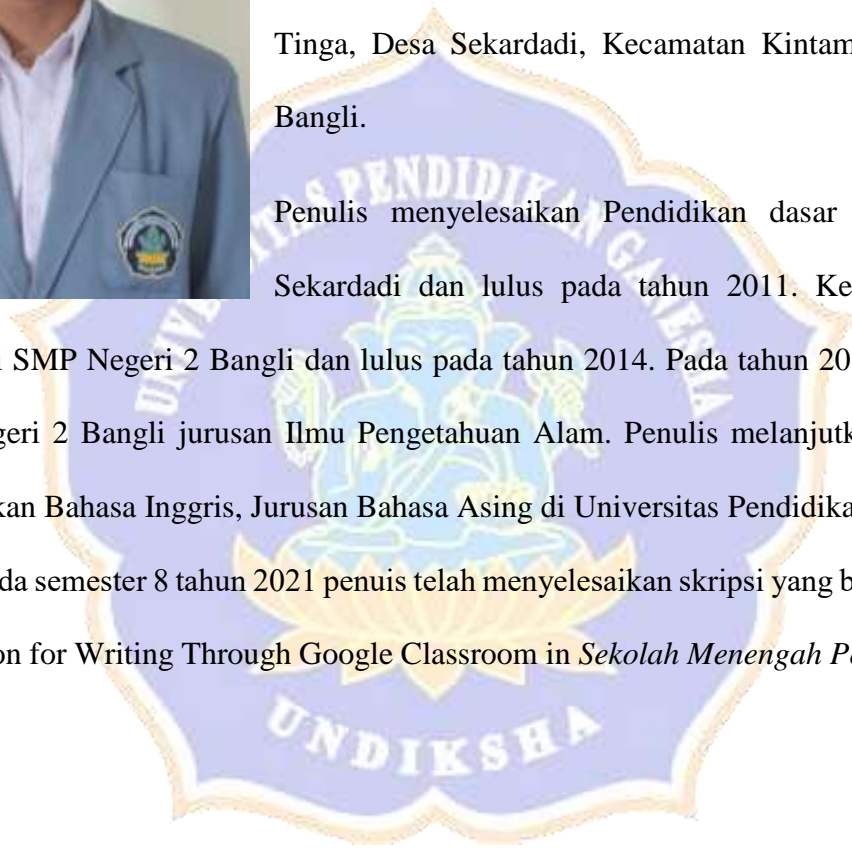 Tinga, Desa Sekardadi, Kecamatan Kintam
Bangli.
Penulis menyelesaikan Pendidikan dasar
Sekardadi dan lulus pada tahun 2011. Ke
SMP Negeri 2 Bangli dan lulus pada tahun 2014. Pada tahun 20
geri 2 Bangli jurusan Ilmu Pengetahuan Alam. Penulis melanjutk
kan Bahasa Inggris, Jurusan Bahasa Asing di Universitas Pendidika
da semester 8 tahun 2021 penuis telah menyelesaikan skripsi yang b
on for Writing Through Google Classroom in Sekolah Menengah P
UNIVERSITAS PENDIDIKAN GANESHA
UNDIKSHA